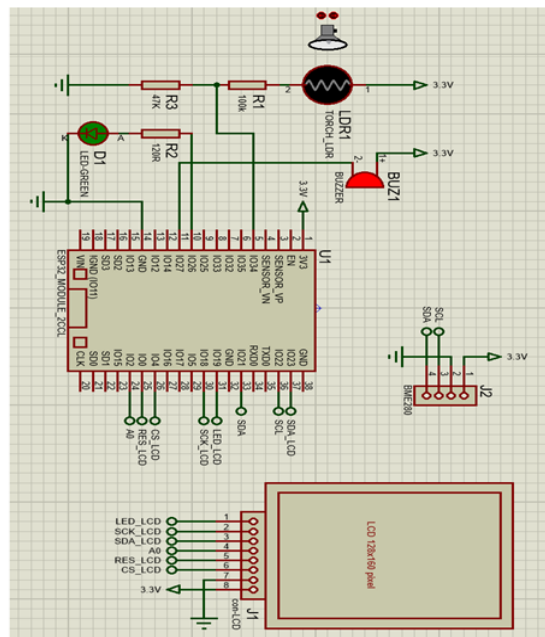 R3
47K
R1
100k
2
1
3.3V
LDR1
TORCH_LDR
K
A
D1
LED-GREEN
R2
120R
2-
1+
3.3V
BUZ1
BUZZER
3.3V
19
18
17
16
15
14
13
12
11
10
9
8
7
6
5
4
3
2
1
U1
VIN
IGND (IO11)
SD3
SD2
IO13
GND
IO12
IO14
IO27
IO26
IO25
IO33
IO32
IO35
IO34
SENSOR_VN
SENSOR_VP
EN
3V3
ESP32_MODULE_2CCL
CLK
SD0
SD1
IO15
IO2
IO0
IO4
IO16
IO17
IO5
IO18
IO19
GND
IO21
RXD0
TXD0
IO22
IO23
GND
20
21
22
23
24
25
26
27
28
29
30
31
32
33
34
35
36
37
38
A0
RES_LCD
CS_LCD
SCK_LCD
LED_LCD
SDA
SCL
SDA_LCD
SDA
SCL
3.3V
4
3
2
1
J2
BME280
LED_LCD
SCK_LCD
SDA_LCD
A0
RES_LCD
CS_LCD
3.3V
1
2
3
4
5
6
7
8
J1
con-LCD
LCD 128x160 pixel